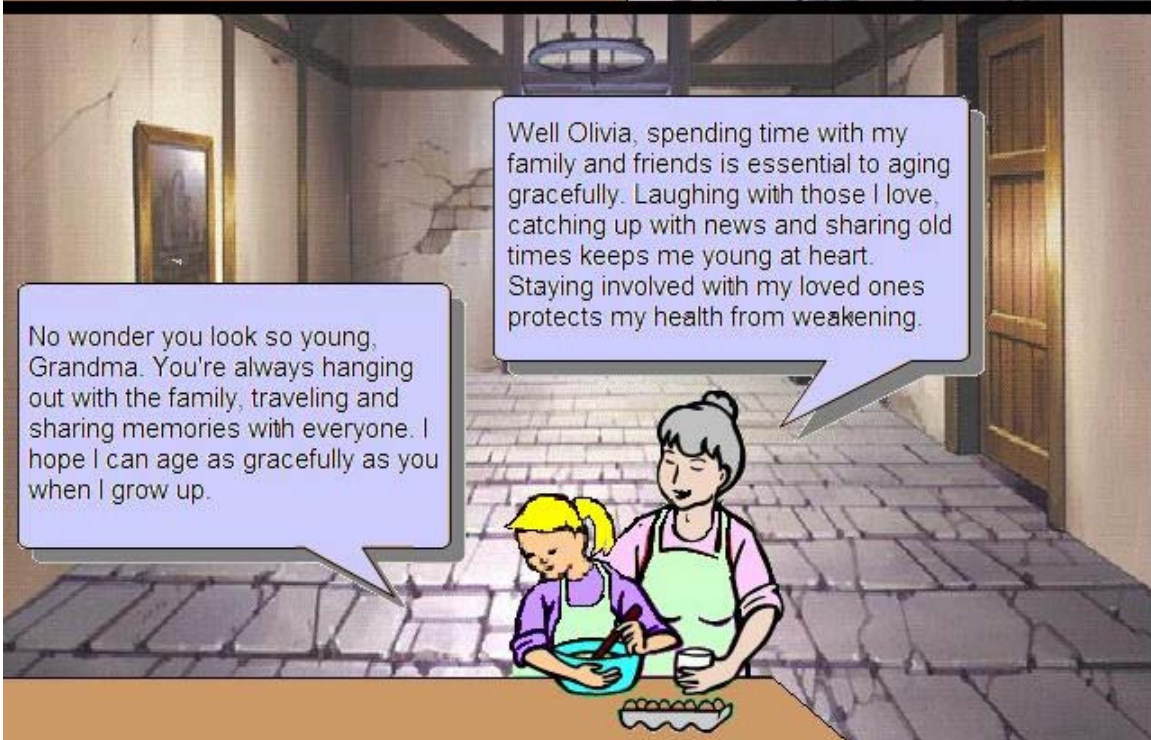 Well Olivia, spending time with my
family and friends is essential to aging
gracefully. Laughing with those I love,
catching up with news and sharing old
times keeps me young at heart.
Staying involved with my loved ones
protects my health from weakening.
No wonder you look so young,
Grandma. You're always hanging
out with the family, traveling and
sharing memories with everyone. I
hope I can age as gracefully as you
when I grow up.